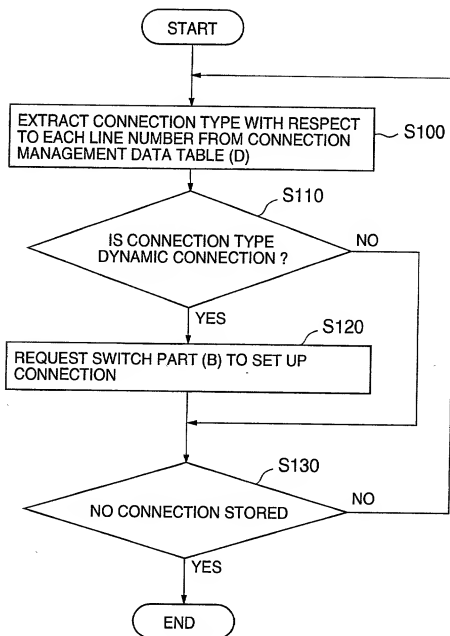 START
EXTRACT CONNECTION TYPE WITH RESPECT
TO EACH LINE NUMBER FROM CONNECTION
MANAGEMENT DATA TABLE (D)
S100
S110
IS CONNECTION TYPE
DYNAMIC CONNECTION ?
NO
YES
S120
REQUEST SWITCH PART (B) TO SET UP
CONNECTION
S130
NO CONNECTION STORED
NO
YES
END